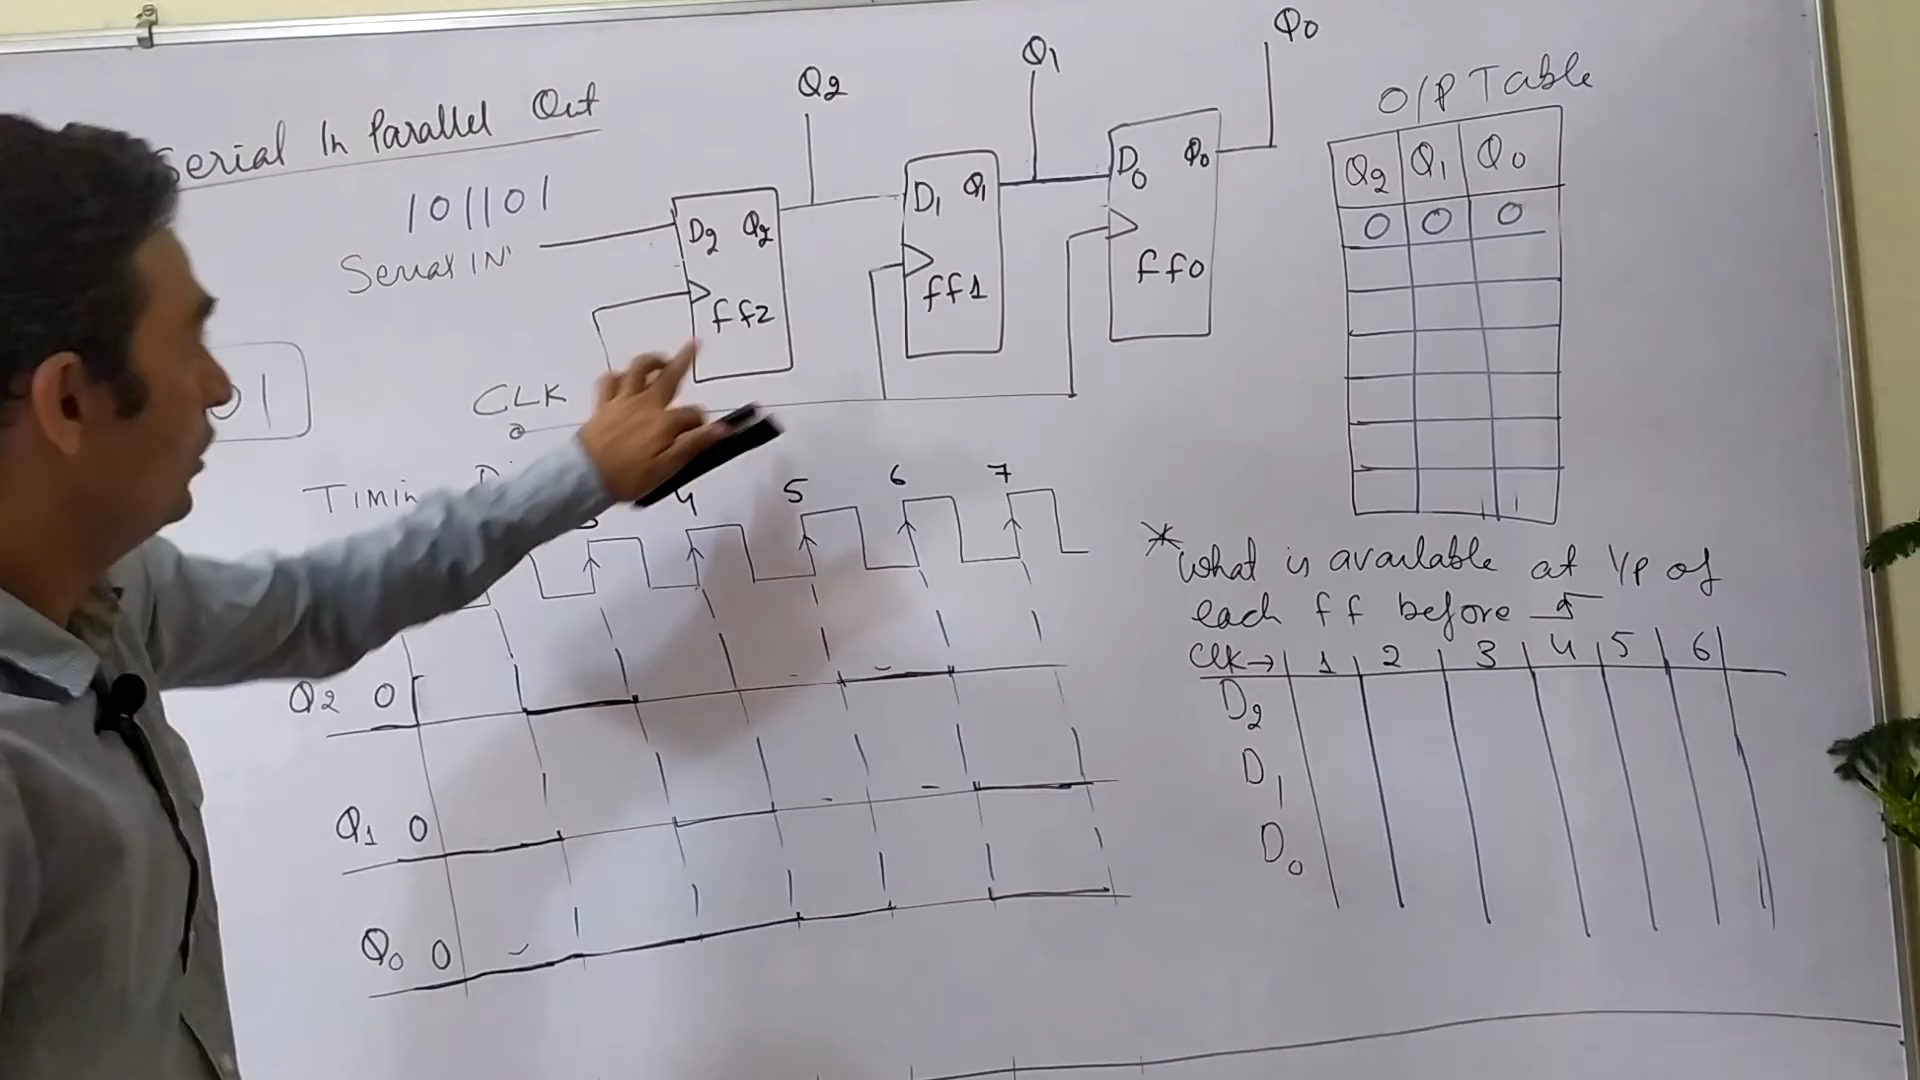 Serial In Parallel Out
101101
Serial IN
01
CLK
Q2
Q1
Q0
D2 Q2
ff2
D1 Q1
ff1
D0 Q0
ff0
O/P Table
Q2 Q1 Q0
0 0 0
4 5 6 7
Q2 0
Q1 0
Q0 0
* What is available at I/P of
each ff before
Clk→ 1 2 3 4 5 6
D2
D1
D0